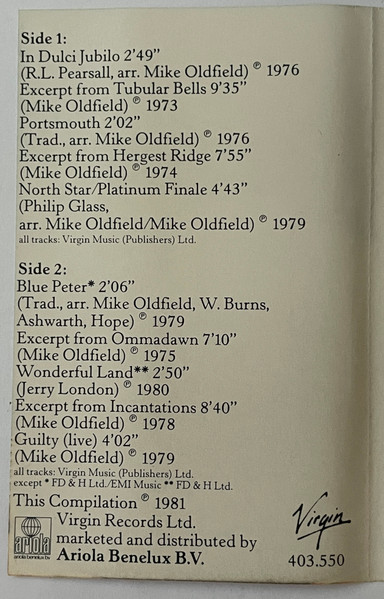 Side 1:
In Dulci Jubilo 2’49”
(R.L. Pearsall, arr. Mike Oldfield) ℗ 1976
Excerpt from Tubular Bells 9’35”
(Mike Oldfield) ℗ 1973
Portsmouth 2’02”
(Trad., arr. Mike Oldfield) ℗ 1976
Excerpt from Hergest Ridge 7’55”
(Mike Oldfield) ℗ 1974
North Star/Platinum Finale 4’43”
(Philip Glass,
arr. Mike Oldfield/Mike Oldfield) ℗ 1979
all tracks: Virgin Music (Publishers) Ltd.
Side 2:
Blue Peter* 2’06”
(Trad., arr. Mike Oldfield, W. Burns,
Ashwarth, Hope) ℗ 1979
Excerpt from Ommadawn 7’10”
(Mike Oldfield) ℗ 1975
Wonderful Land** 2’50”
(Jerry London) ℗ 1980
Excerpt from Incantations 8’40”
(Mike Oldfield) ℗ 1978
Guilty (live) 4’02”
(Mike Oldfield) ℗ 1979
all tracks: Virgin Music (Publishers) Ltd.
except * FD & H Ltd./EMI Music ** FD & H Ltd.
This Compilation ℗ 1981
Virgin Records Ltd.
marketed and distributed by
Ariola Benelux B.V.
ariola
ariola benelux bv
Virgin
403.550